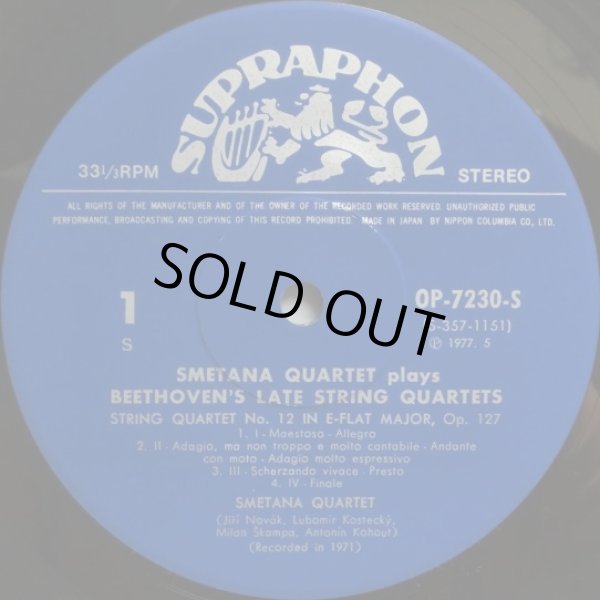 SUPRAPHON
33 1/3 RPM
STEREO
ALL RIGHTS OF THE MANUFACTURER AND OF THE OWNER OF THE RECORDED WORK RESERVED. UNAUTHORIZED PUBLIC
PERFORMANCE, BROADCASTING AND COPYING OF THIS RECORD PROHIBITED. MADE IN JAPAN BY NIPPON COLUMBIA CO., LTD.
SOLD OUT
1
S
OP-7230-S
-357-1151)
Ⓟ 1977. 5
SMETANA QUARTET plays
BEETHOVEN'S LATE STRING QUARTETS
STRING QUARTET No. 12 IN E-FLAT MAJOR, Op. 127
1. I - Maestoso - Allegro
2. II - Adagio, ma non troppo e molto cantabile - Andante
con moto - Adagio molto espressivo
3. III - Scherzando vivace - Presto
4. IV - Finale
SMETANA QUARTET
(Jiří Novák, Lubomír Kostecký,
Milan Škampa, Antonín Kohout)
(Recorded in 1971)